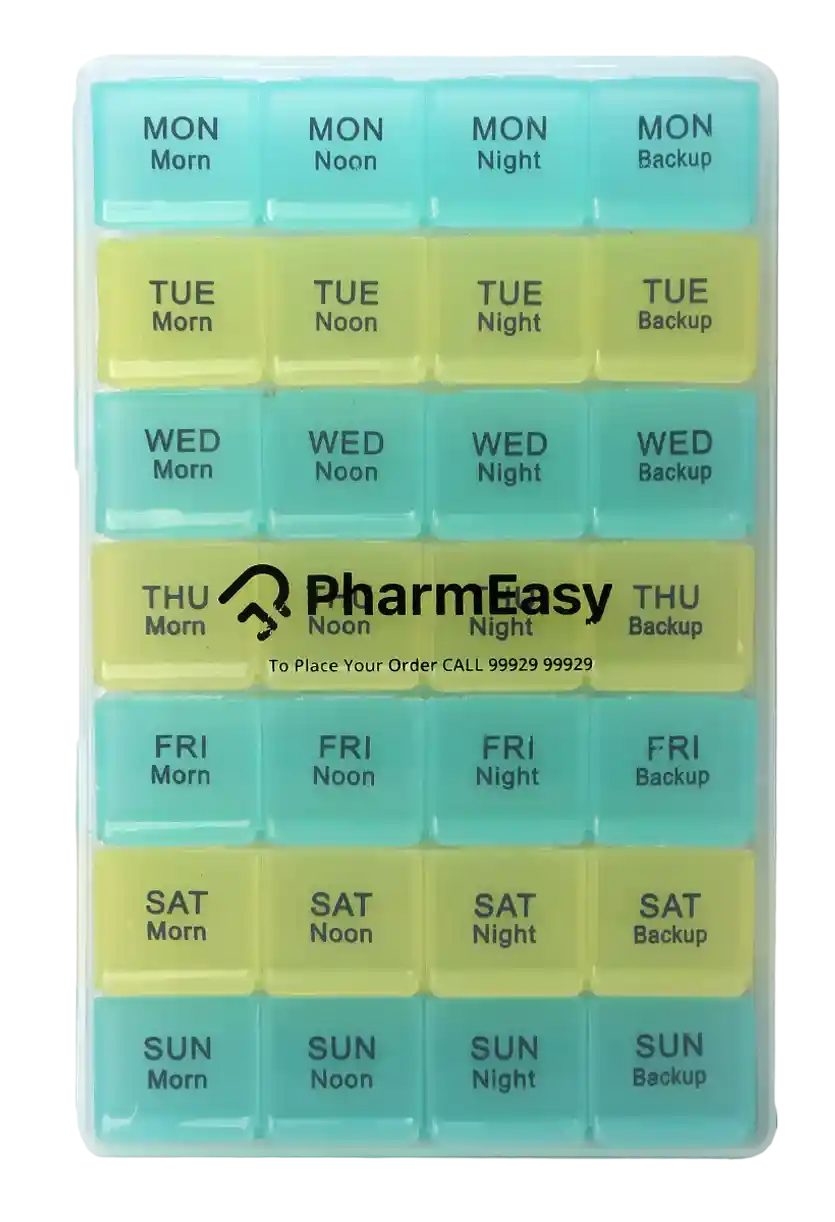 MON MON MON MON
Morn Noon Night Backup
TUE TUE TUE TUE
Morn Noon Night Backup
WED WED WED WED
Morn Noon Night Backup
THU THU THU THU
PharmEasy
Morn Noon Night Backup
To Place Your Order CALL 99929 99929
FRI FRI FRI FRI
Morn Noon Night Backup
SAT SAT SAT SAT
Morn Noon Night Backup
SUN SUN SUN SUN
Morn Noon Night Backup